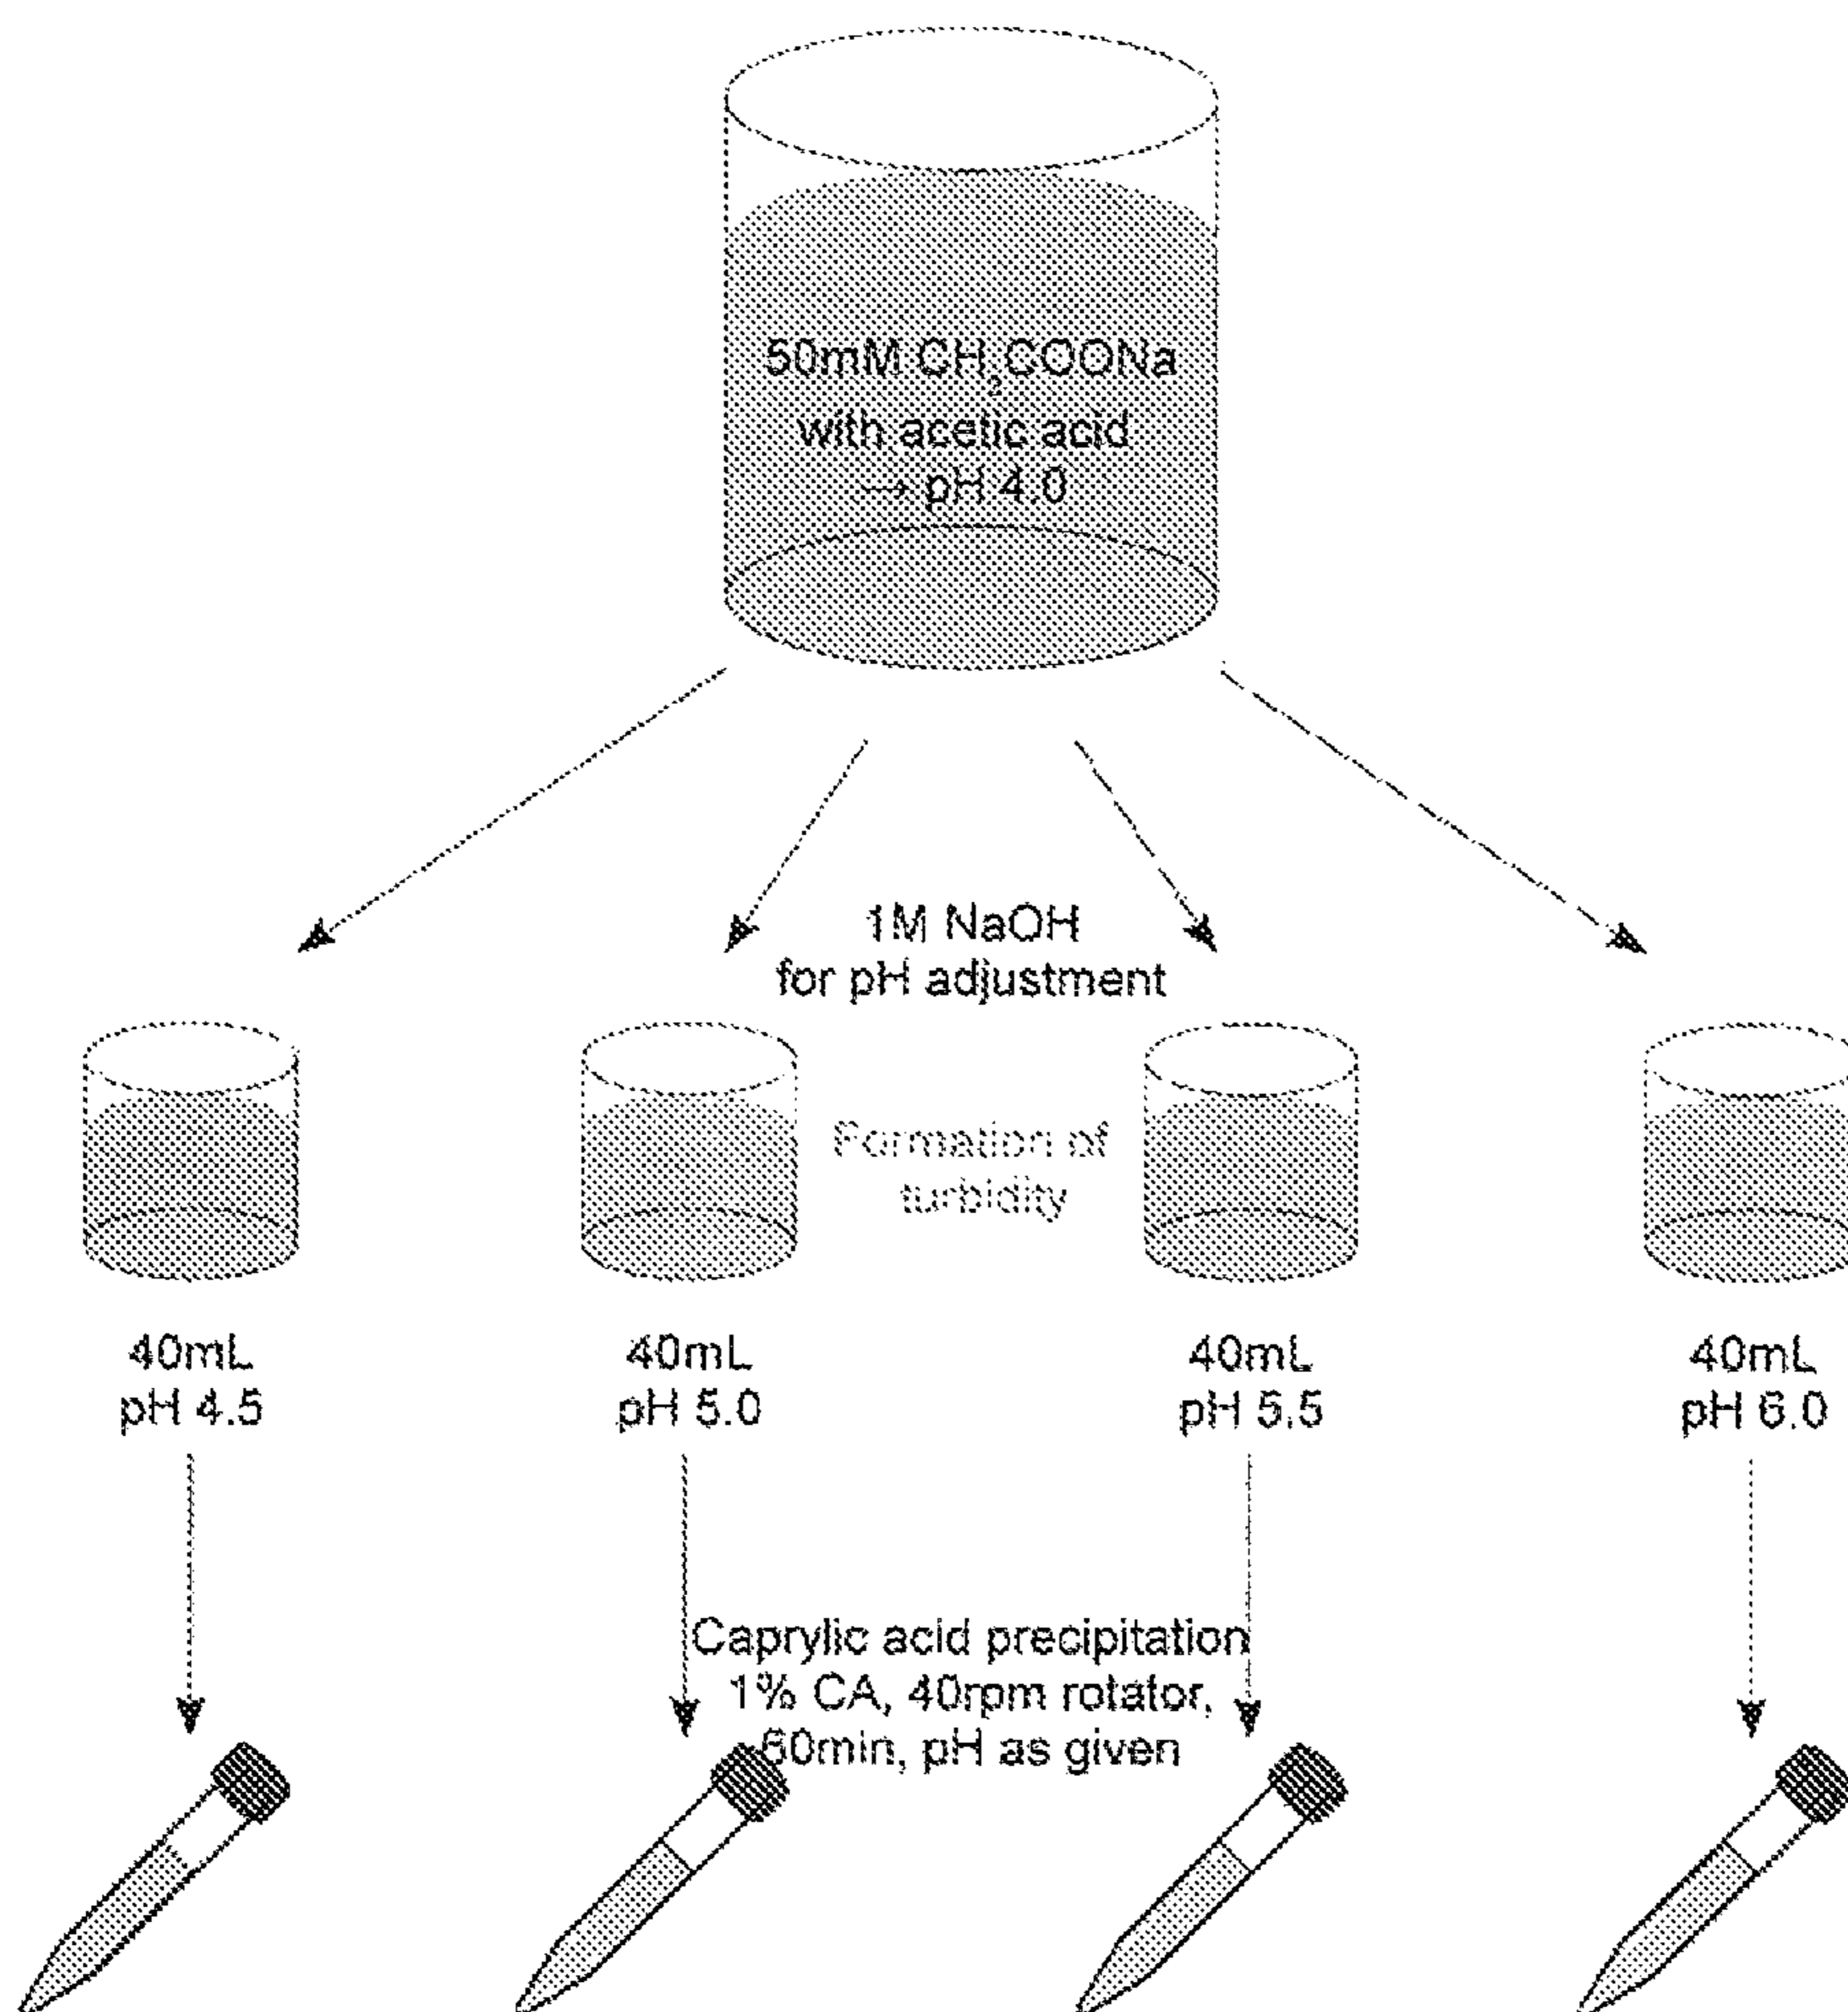 50mM CH₂COONa
with acetic acid
→ pH 4.0
1M NaOH
for pH adjustment
Formation of
turbidity
40mL
pH 4.5
40mL
pH 5.0
40mL
pH 5.5
40mL
pH 6.0
Caprylic acid precipitation
1% CA, 40rpm rotator,
60min, pH as given